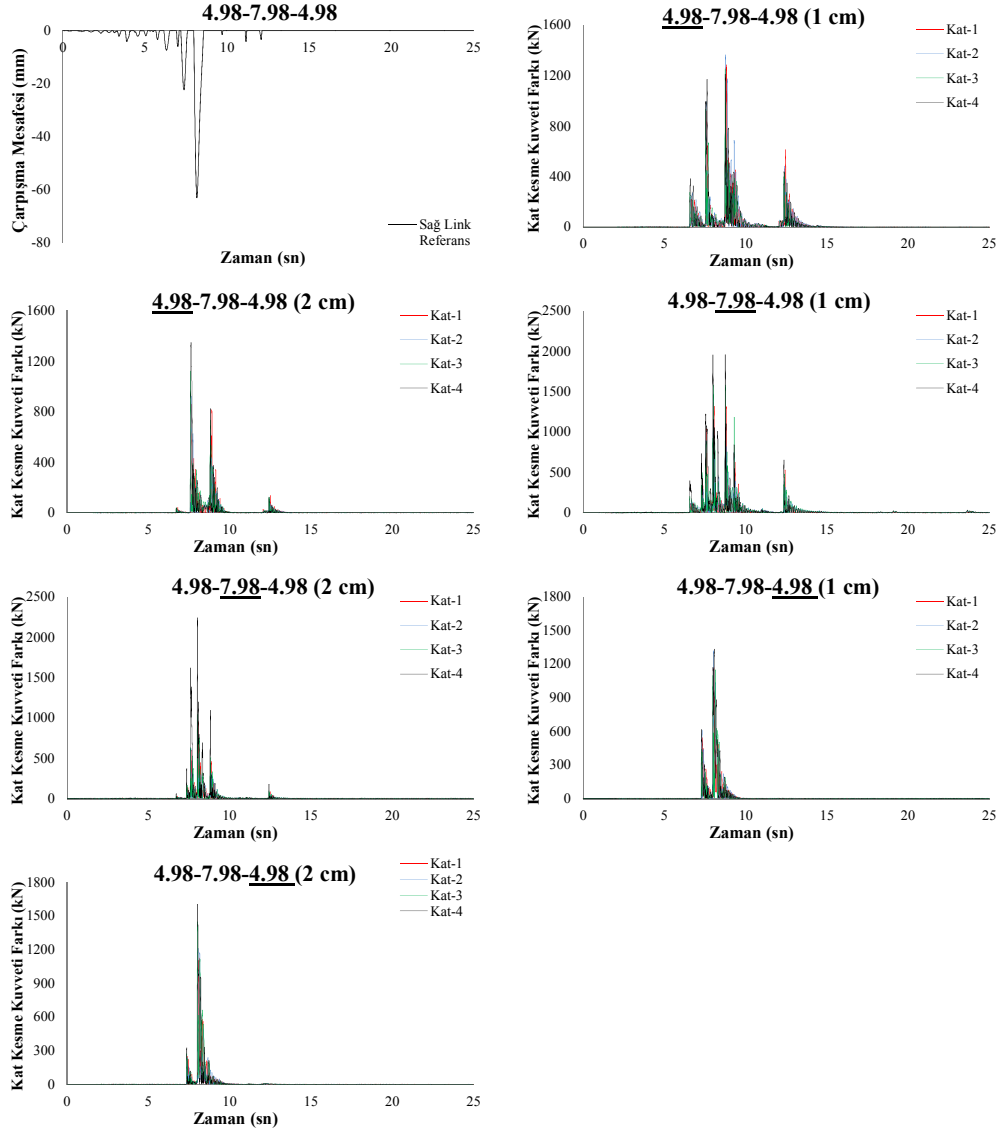 4.98-7.98-4.98
0
-20
-40
-60
-80
0 5 10 15 20 25
Çarpışma Mesafesi (mm)
Zaman (sn)
Sağ Link
Referans
4.98-7.98-4.98 (1 cm)
1600
1200
800
400
0
0 5 10 15 20 25
Kat Kesme Kuvveti Farkı (kN)
Zaman (sn)
Kat-1
Kat-2
Kat-3
Kat-4
4.98-7.98-4.98 (2 cm)
1600
1200
800
400
0
0 5 10 15 20 25
Kat Kesme Kuvveti Farkı (kN)
Zaman (sn)
Kat-1
Kat-2
Kat-3
Kat-4
4.98-7.98-4.98 (1 cm)
2500
2000
1500
1000
500
0
0 5 10 15 20 25
Kat Kesme Kuvveti Farkı (kN)
Zaman (sn)
Kat-1
Kat-2
Kat-3
Kat-4
4.98-7.98-4.98 (2 cm)
2500
2000
1500
1000
500
0
0 5 10 15 20 25
Kat Kesme Kuvveti Farkı (kN)
Zaman (sn)
Kat-1
Kat-2
Kat-3
Kat-4
4.98-7.98-4.98 (1 cm)
1800
1500
1200
900
600
300
0
0 5 10 15 20 25
Kat Kesme Kuvveti Farkı (kN)
Zaman (sn)
Kat-1
Kat-2
Kat-3
Kat-4
4.98-7.98-4.98 (2 cm)
1800
1500
1200
900
600
300
0
0 5 10 15 20 25
Kat Kesme Kuvveti Farkı (kN)
Zaman (sn)
Kat-1
Kat-2
Kat-3
Kat-4